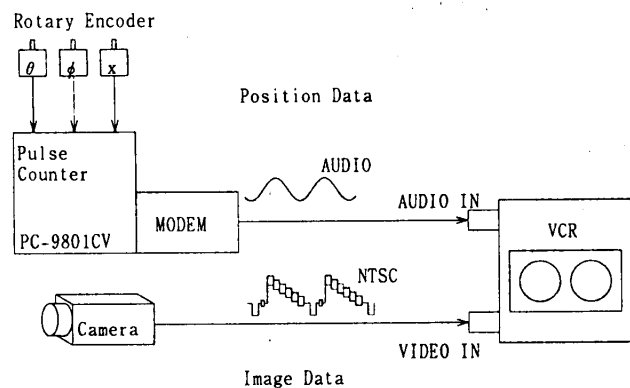 Rotary Encoder
θ
φ
x
Position Data
Pulse
Counter
AUDIO
AUDIO IN
MODEM
VCR
PC-9801CV
NTSC
Camera
VIDEO IN
Image Data